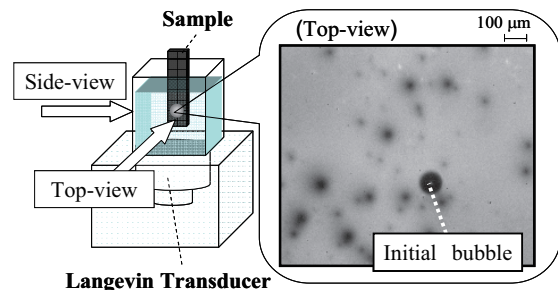 Sample
(Top-view)
100 μm
Side-view
Top-view
Initial bubble
Langevin Transducer